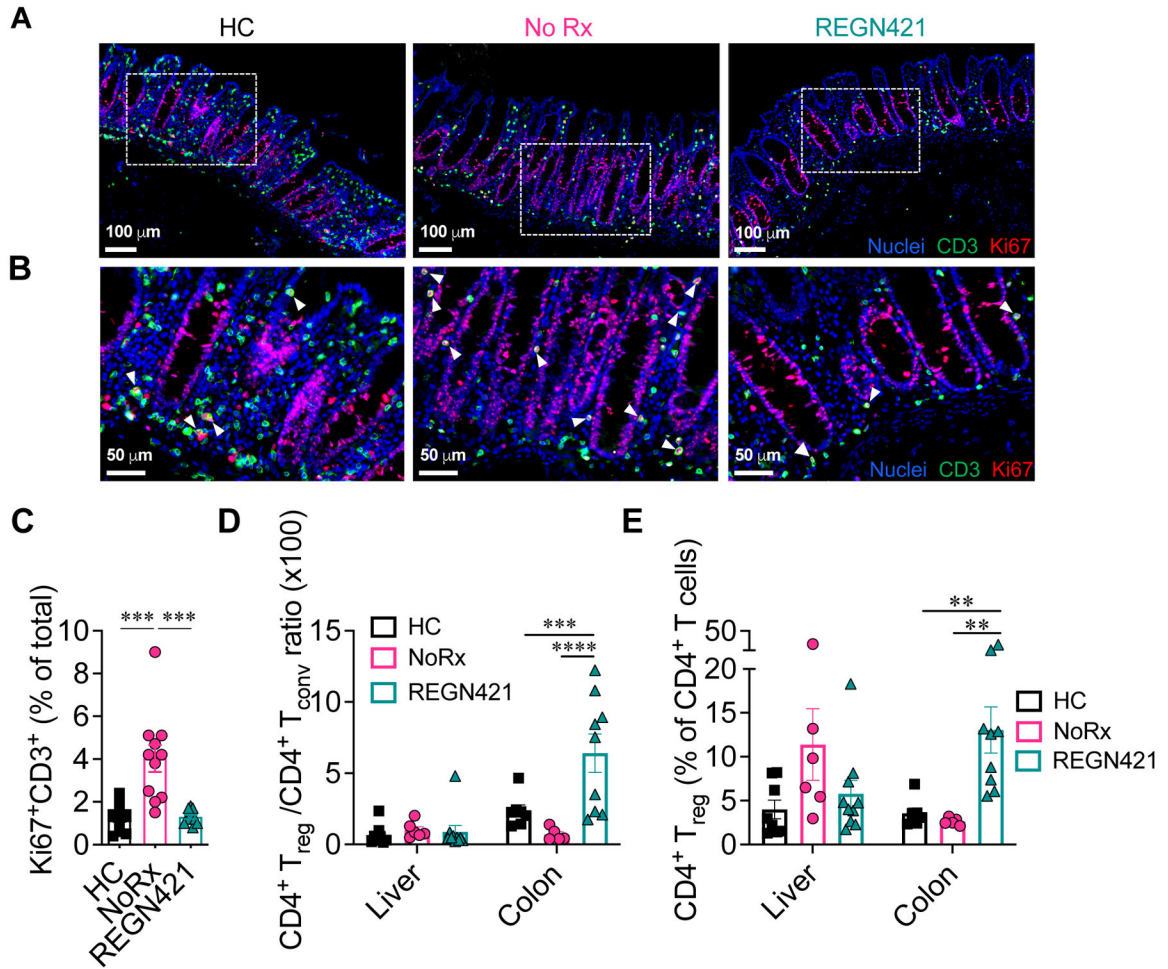 A
HC
No Rx
REGN421
100 μm
100 μm
100 μm
Nuclei CD3 Ki67
B
50 μm
50 μm
50 μm
Nuclei CD3 Ki67
C
Ki67⁺CD3⁺ (% of total)
10
8
6
4
2
0
*** ***
HC
NoRx
REGN421
D
CD4⁺ Treg /CD4⁺ Tconv ratio (x100)
15
10
5
0
HC
NoRx
REGN421
***
****
Liver
Colon
E
CD4⁺ Treg (% of CD4⁺ T cells)
50
20
15
10
5
0
**
**
HC
NoRx
REGN421
Liver
Colon